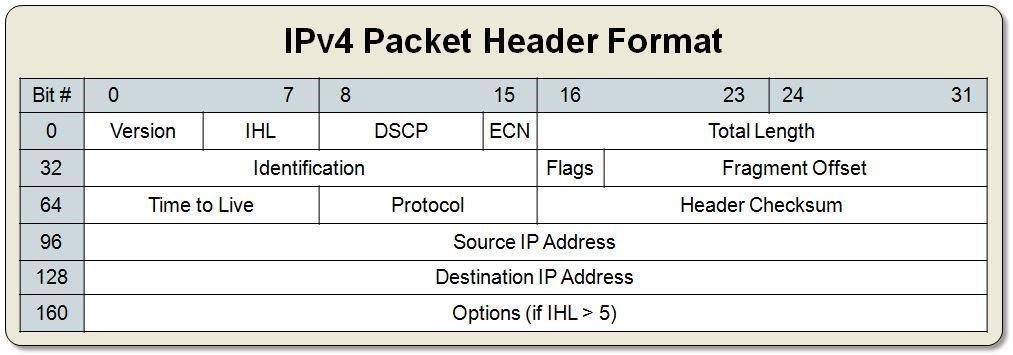 IPv4 Packet Header Format
Bit # 0 7 8 15 16 23 24 31
0 Version IHL DSCP ECN Total Length
32 Identification Flags Fragment Offset
64 Time to Live Protocol Header Checksum
96 Source IP Address
128 Destination IP Address
160 Options (if IHL > 5)